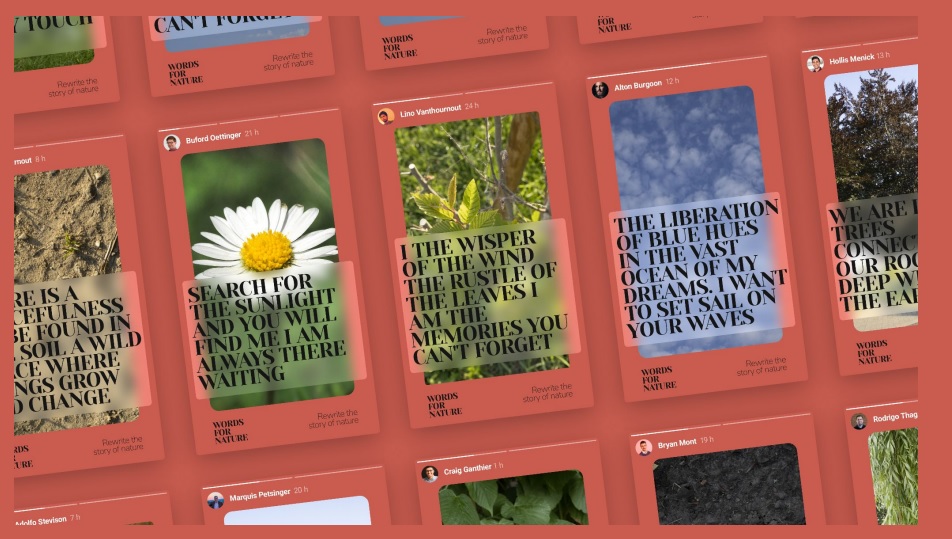 Y TOUCH
Rewrite the
story of nature
CAN'T FORGET
WORDS
FOR
NATURE
Rewrite the
story of nature
WORDS
FOR
NATURE
Rewrite the
story of nature
FOR
NATURE
rnout 8 h
RE IS A
CEFULNESS
BE FOUND IN
SOIL A WILD
CE WHERE
NGS GROW
D CHANGE
RDS
FOR
TURE
Rewrite the
story of nature
Buford Oettinger 21 h
SEARCH FOR
THE SUNLIGHT
AND YOU WILL
FIND ME I AM
ALWAYS THERE
WAITING
WORDS
FOR
NATURE
Rewrite the
story of nature
Lino Vanthournout 24 h
I THE WISPER
OF THE WIND
THE RUSTLE OF
THE LEAVES I
AM THE
MEMORIES YOU
CAN'T FORGET
WORDS
FOR
NATURE
Rewrite the
story of nature
Alton Burgoon 12 h
THE LIBERATION
OF BLUE HUES
IN THE VAST
OCEAN OF MY
DREAMS. I WANT
TO SET SAIL ON
YOUR WAVES
WORDS
FOR
NATURE
Rewrite the
story of nature
Hollis Menick 13 h
WE ARE
TREES
CONNEC
OUR ROO
DEEP W
THE EAR
WORDS
FOR
NATURE
Adolfo Stevison 7 h
Marquis Petsinger 20 h
Craig Ganthier 1 h
Bryan Mont 19 h
Rodrigo Thag